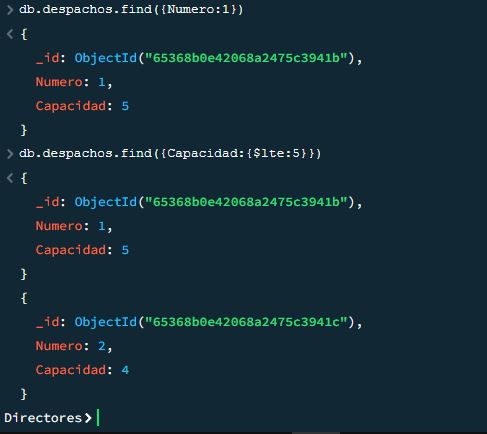 > db.despachos.find({Numero:1})
< {
_id: ObjectId("65368b0e42068a2475c3941b"),
Numero: 1,
Capacidad: 5
}
> db.despachos.find({Capacidad:{$lte:5}})
< {
_id: ObjectId("65368b0e42068a2475c3941b"),
Numero: 1,
Capacidad: 5
}
{
_id: ObjectId("65368b0e42068a2475c3941c"),
Numero: 2,
Capacidad: 4
}
Directores>